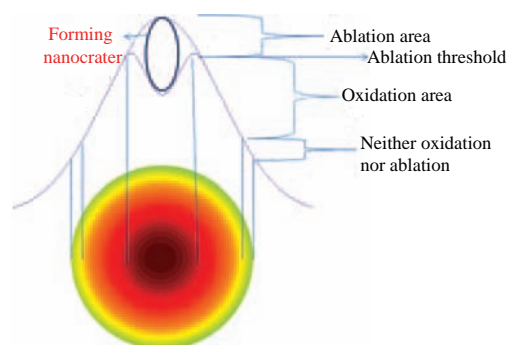 Forming
nanocrater
Ablation area
Ablation threshold
Oxidation area
Neither oxidation
nor ablation